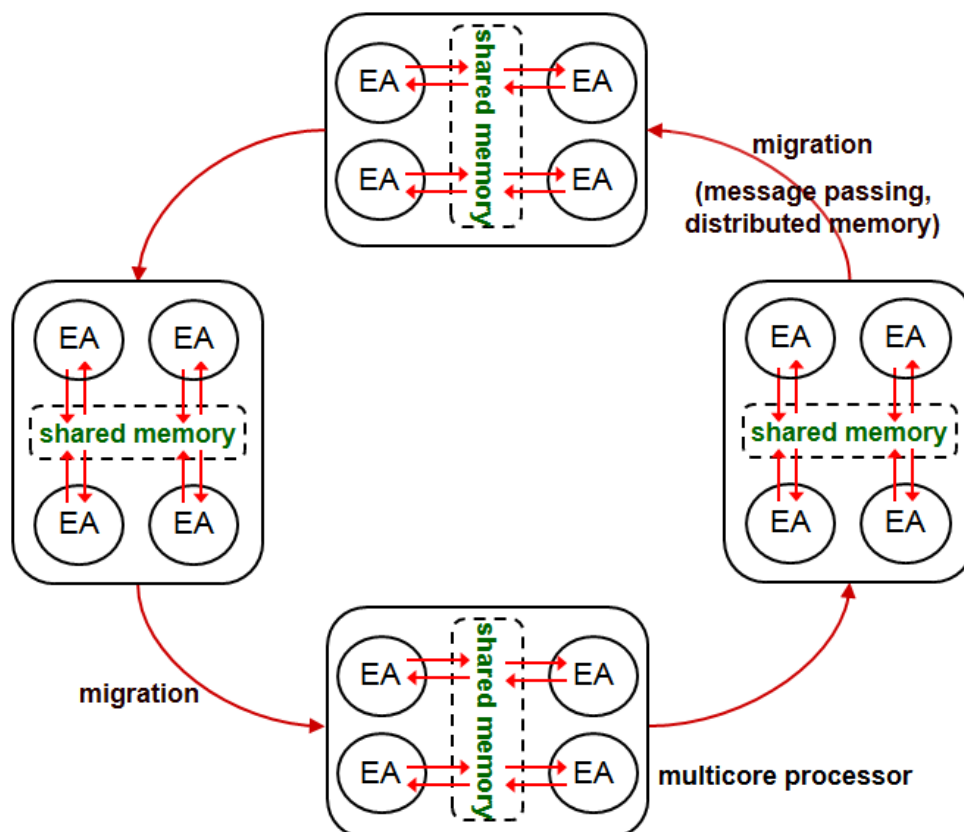 EA
shared memory
EA
EA
EA
migration
(message passing,
distributed memory)
EA
EA
shared memory
EA
EA
EA
EA
shared memory
EA
EA
migration
EA
shared memory
EA
EA
EA
multicore processor